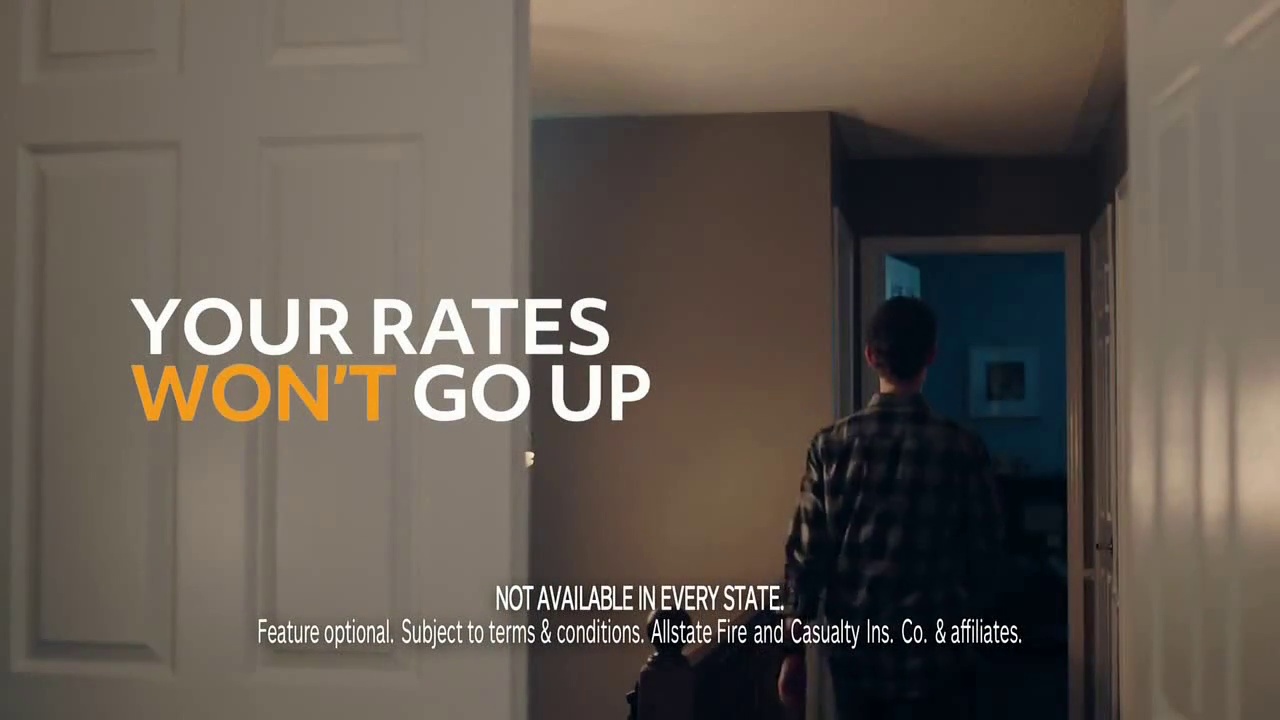 YOUR RATES
WON'T GO UP
NOT AVAILABLE IN EVERY STATE.
Feature optional. Subject to terms & conditions. Allstate Fire and Casualty Ins. Co. & affiliates.